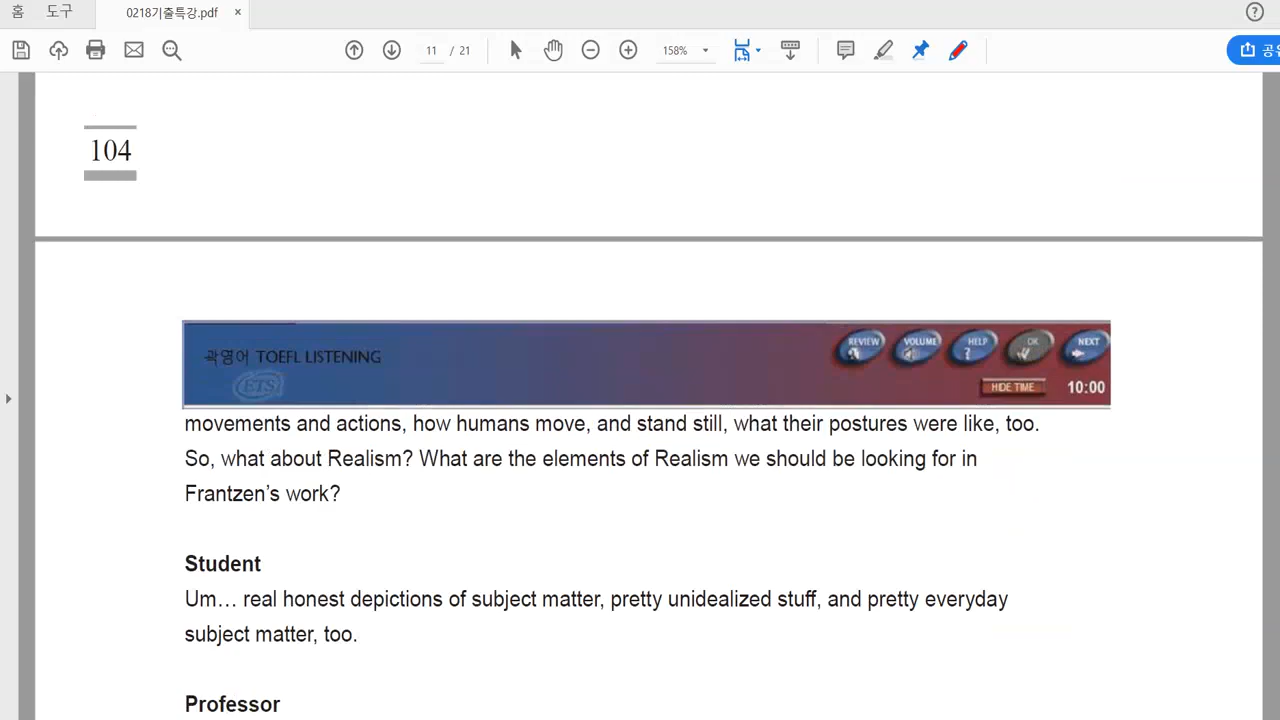 홈 도구 0218기출특강.pdf ×
11 / 21 158%
104
곽영어 TOEFL LISTENING
ETS
REVIEW VOLUME HELP OK NEXT
HIDE TIME 10:00
movements and actions, how humans move, and stand still, what their postures were like, too.
So, what about Realism? What are the elements of Realism we should be looking for in
Frantzen’s work?
Student
Um… real honest depictions of subject matter, pretty unidealized stuff, and pretty everyday
subject matter, too.
Professor